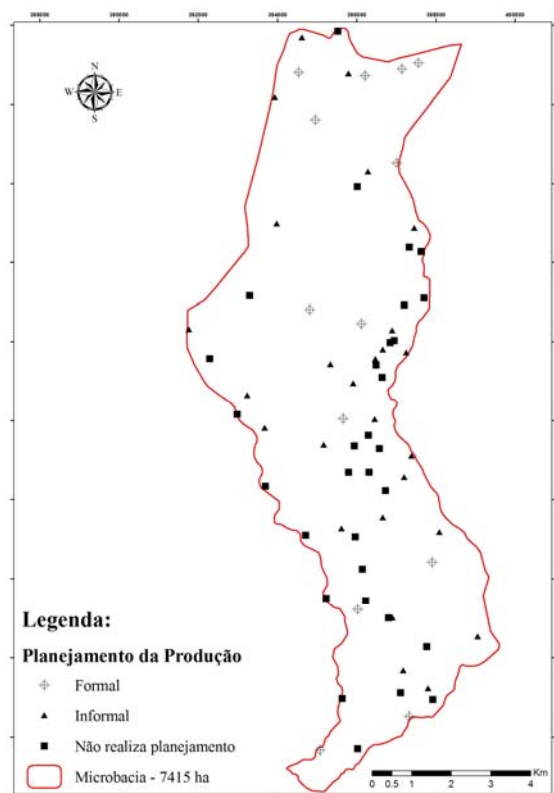 N
W E
S
Legenda:
Planejamento da Produção
Formal
Informal
Não realiza planejamento
Microbacia - 7415 ha
Km
0 0.5 1 2 3 4